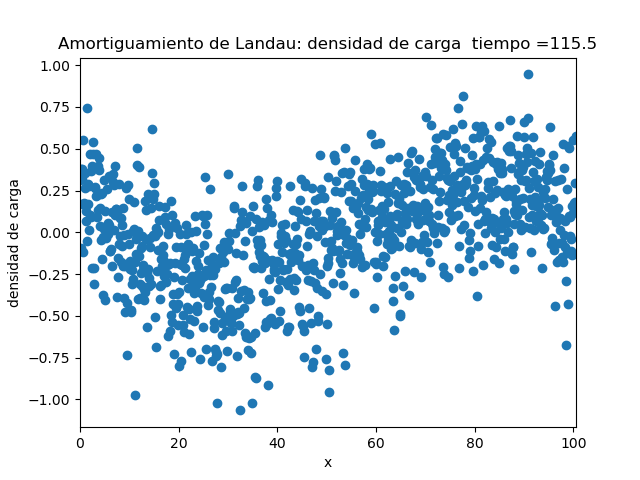 Amortiguamiento de Landau: densidad de carga  tiempo =115.5
1.00
0.75
0.50
0.25
0.00
−0.25
−0.50
−0.75
−1.00
densidad de carga
0 20 40 60 80 100
x